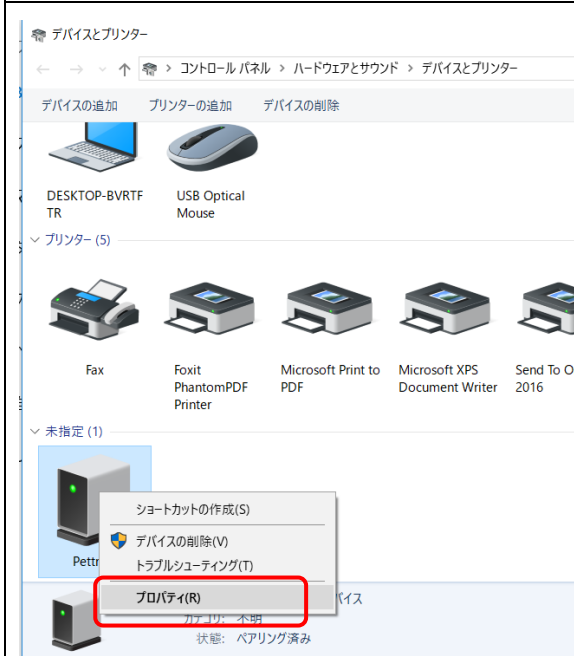 デバイスとプリンター
コントロール パネル > ハードウェアとサウンド > デバイスとプリンター
デバイスの追加 プリンターの追加 デバイスの削除
DESKTOP-BVRTF
TR
USB Optical
Mouse
プリンター (5)
Fax
Foxit
PhantomPDF
Printer
Microsoft Print to
PDF
Microsoft XPS
Document Writer
Send To O
2016
未指定 (1)
ショートカットの作成(S)
デバイスの削除(V)
トラブルシューティング(T)
Pettr
プロパティ(R)
バイス
カテゴリ: 不明
状態: ペアリング済み